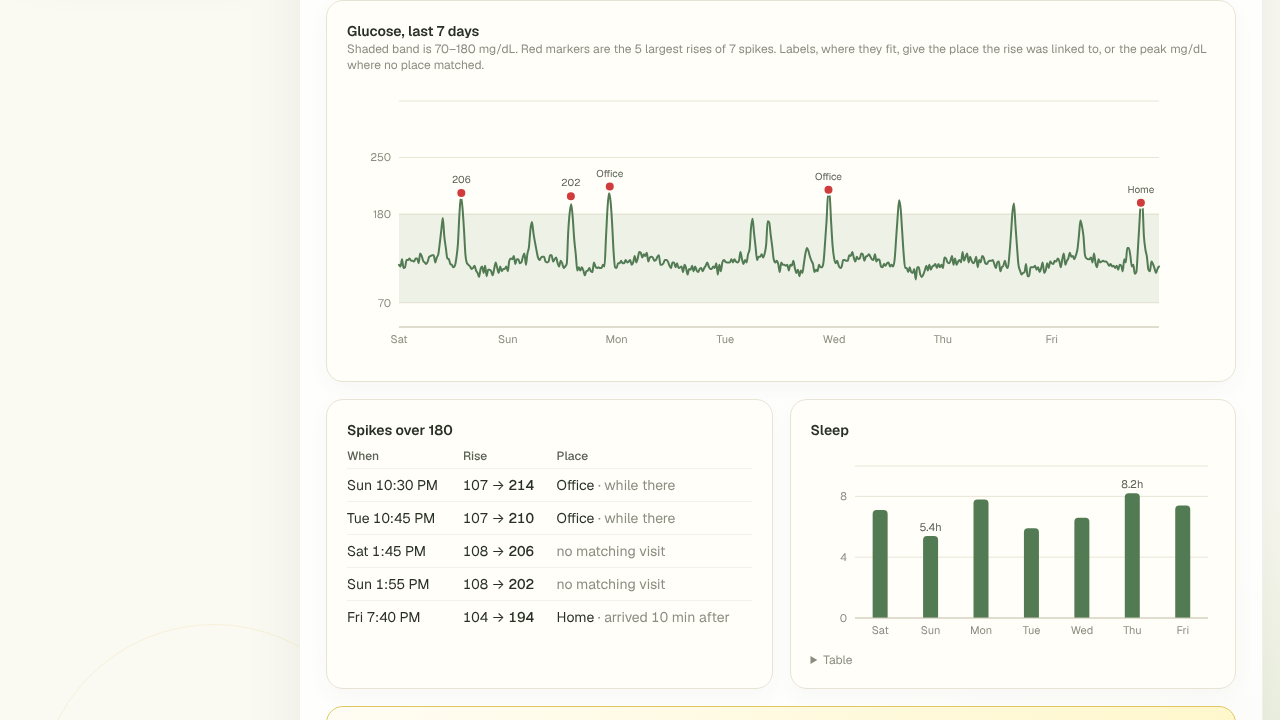 Glucose, last 7 days
Shaded band is 70–180 mg/dL. Red markers are the 5 largest rises of 7 spikes. Labels, where they fit, give the place the rise was linked to, or the peak mg/dL
where no place matched.
250
180
70
206
202
Office
Office
Home
Sat
Sun
Mon
Tue
Wed
Thu
Fri
Spikes over 180
When Rise Place
Sun 10:30 PM 107 → 214 Office · while there
Tue 10:45 PM 107 → 210 Office · while there
Sat 1:45 PM 108 → 206 no matching visit
Sun 1:55 PM 108 → 202 no matching visit
Fri 7:40 PM 104 → 194 Home · arrived 10 min after
Sleep
8
4
0
5.4h
8.2h
Sat
Sun
Mon
Tue
Wed
Thu
Fri
▶ Table